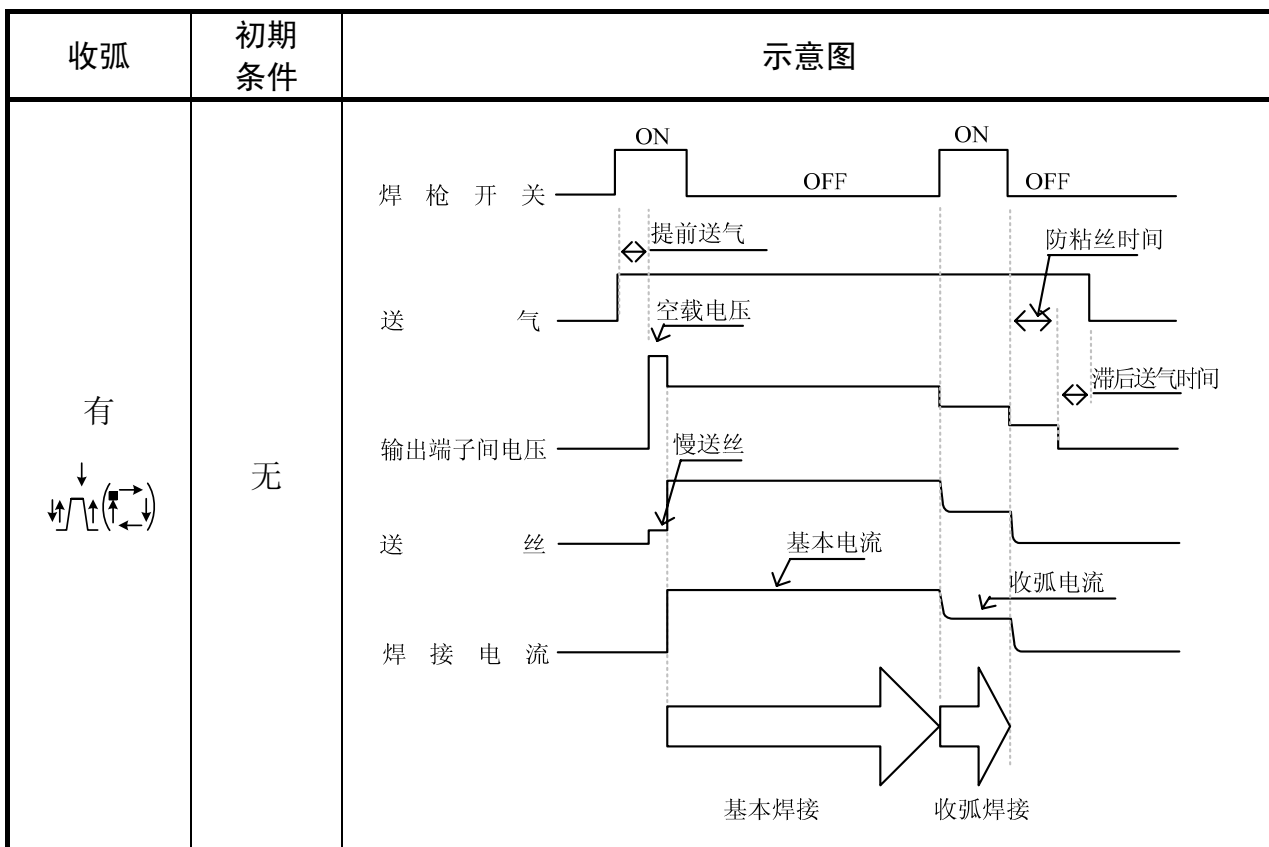 收弧
初期
条件
示意图
ON
ON
焊枪开关
OFF
OFF
提前送气
防粘丝时间
送气
空载电压
滞后送气时间
有
输出端子间电压
慢送丝
无
送丝
基本电流
收弧电流
焊接电流
基本焊接
收弧焊接